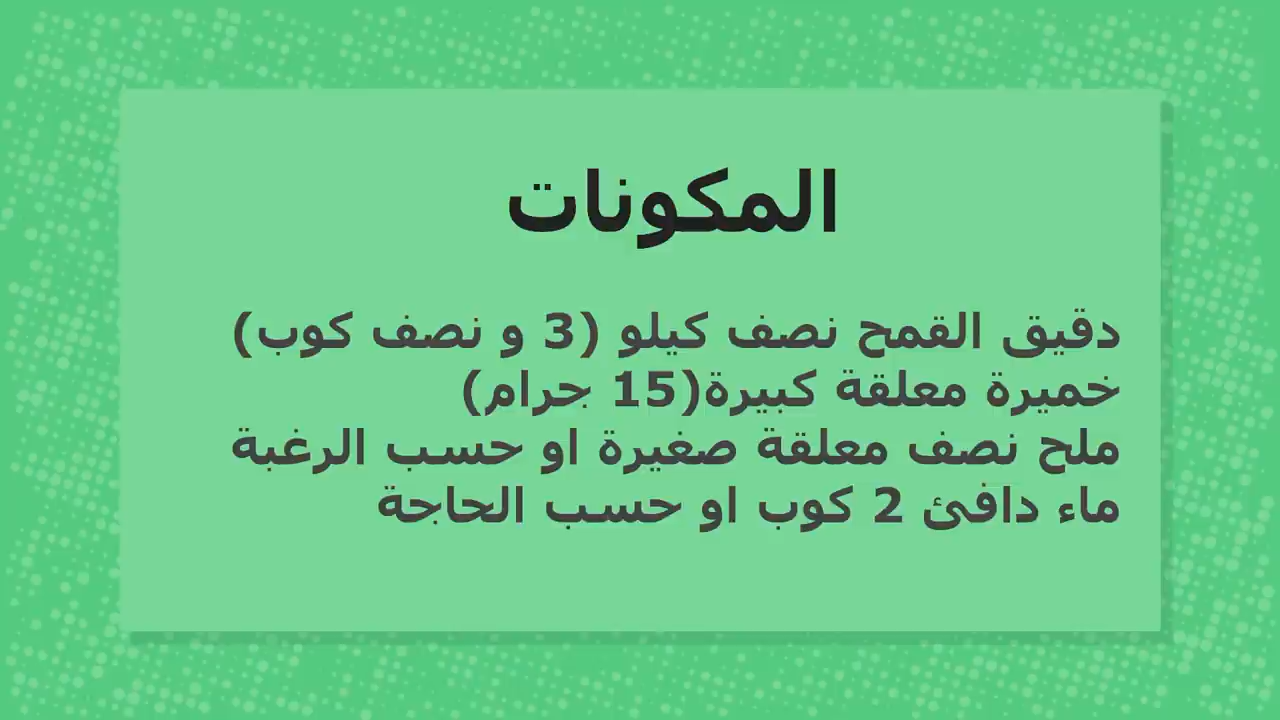 المكونات
دقيق القمح نصف كيلو (3 و نصف كوب)
خميرة معلقة كبيرة(15 جرام)
ملح نصف معلقة صغيرة او حسب الرغبة
ماء دافئ 2 كوب او حسب الحاجة